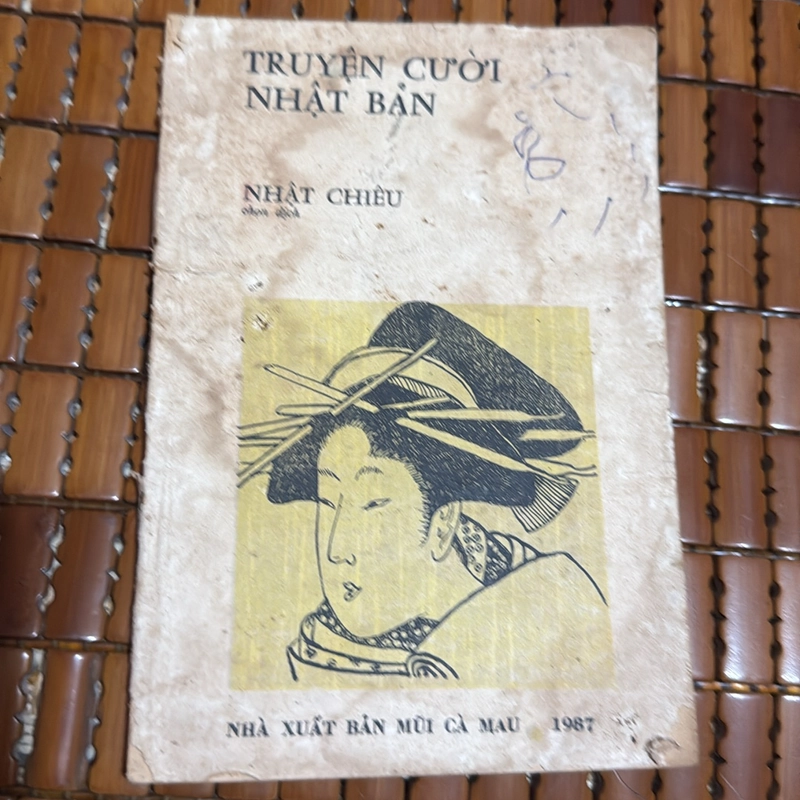 TRUYỆN CƯỜI
NHẬT BẢN
NHẬT CHIÊU
chọn dịch
NHÀ XUẤT BẢN MŨI CÀ MAU 1987